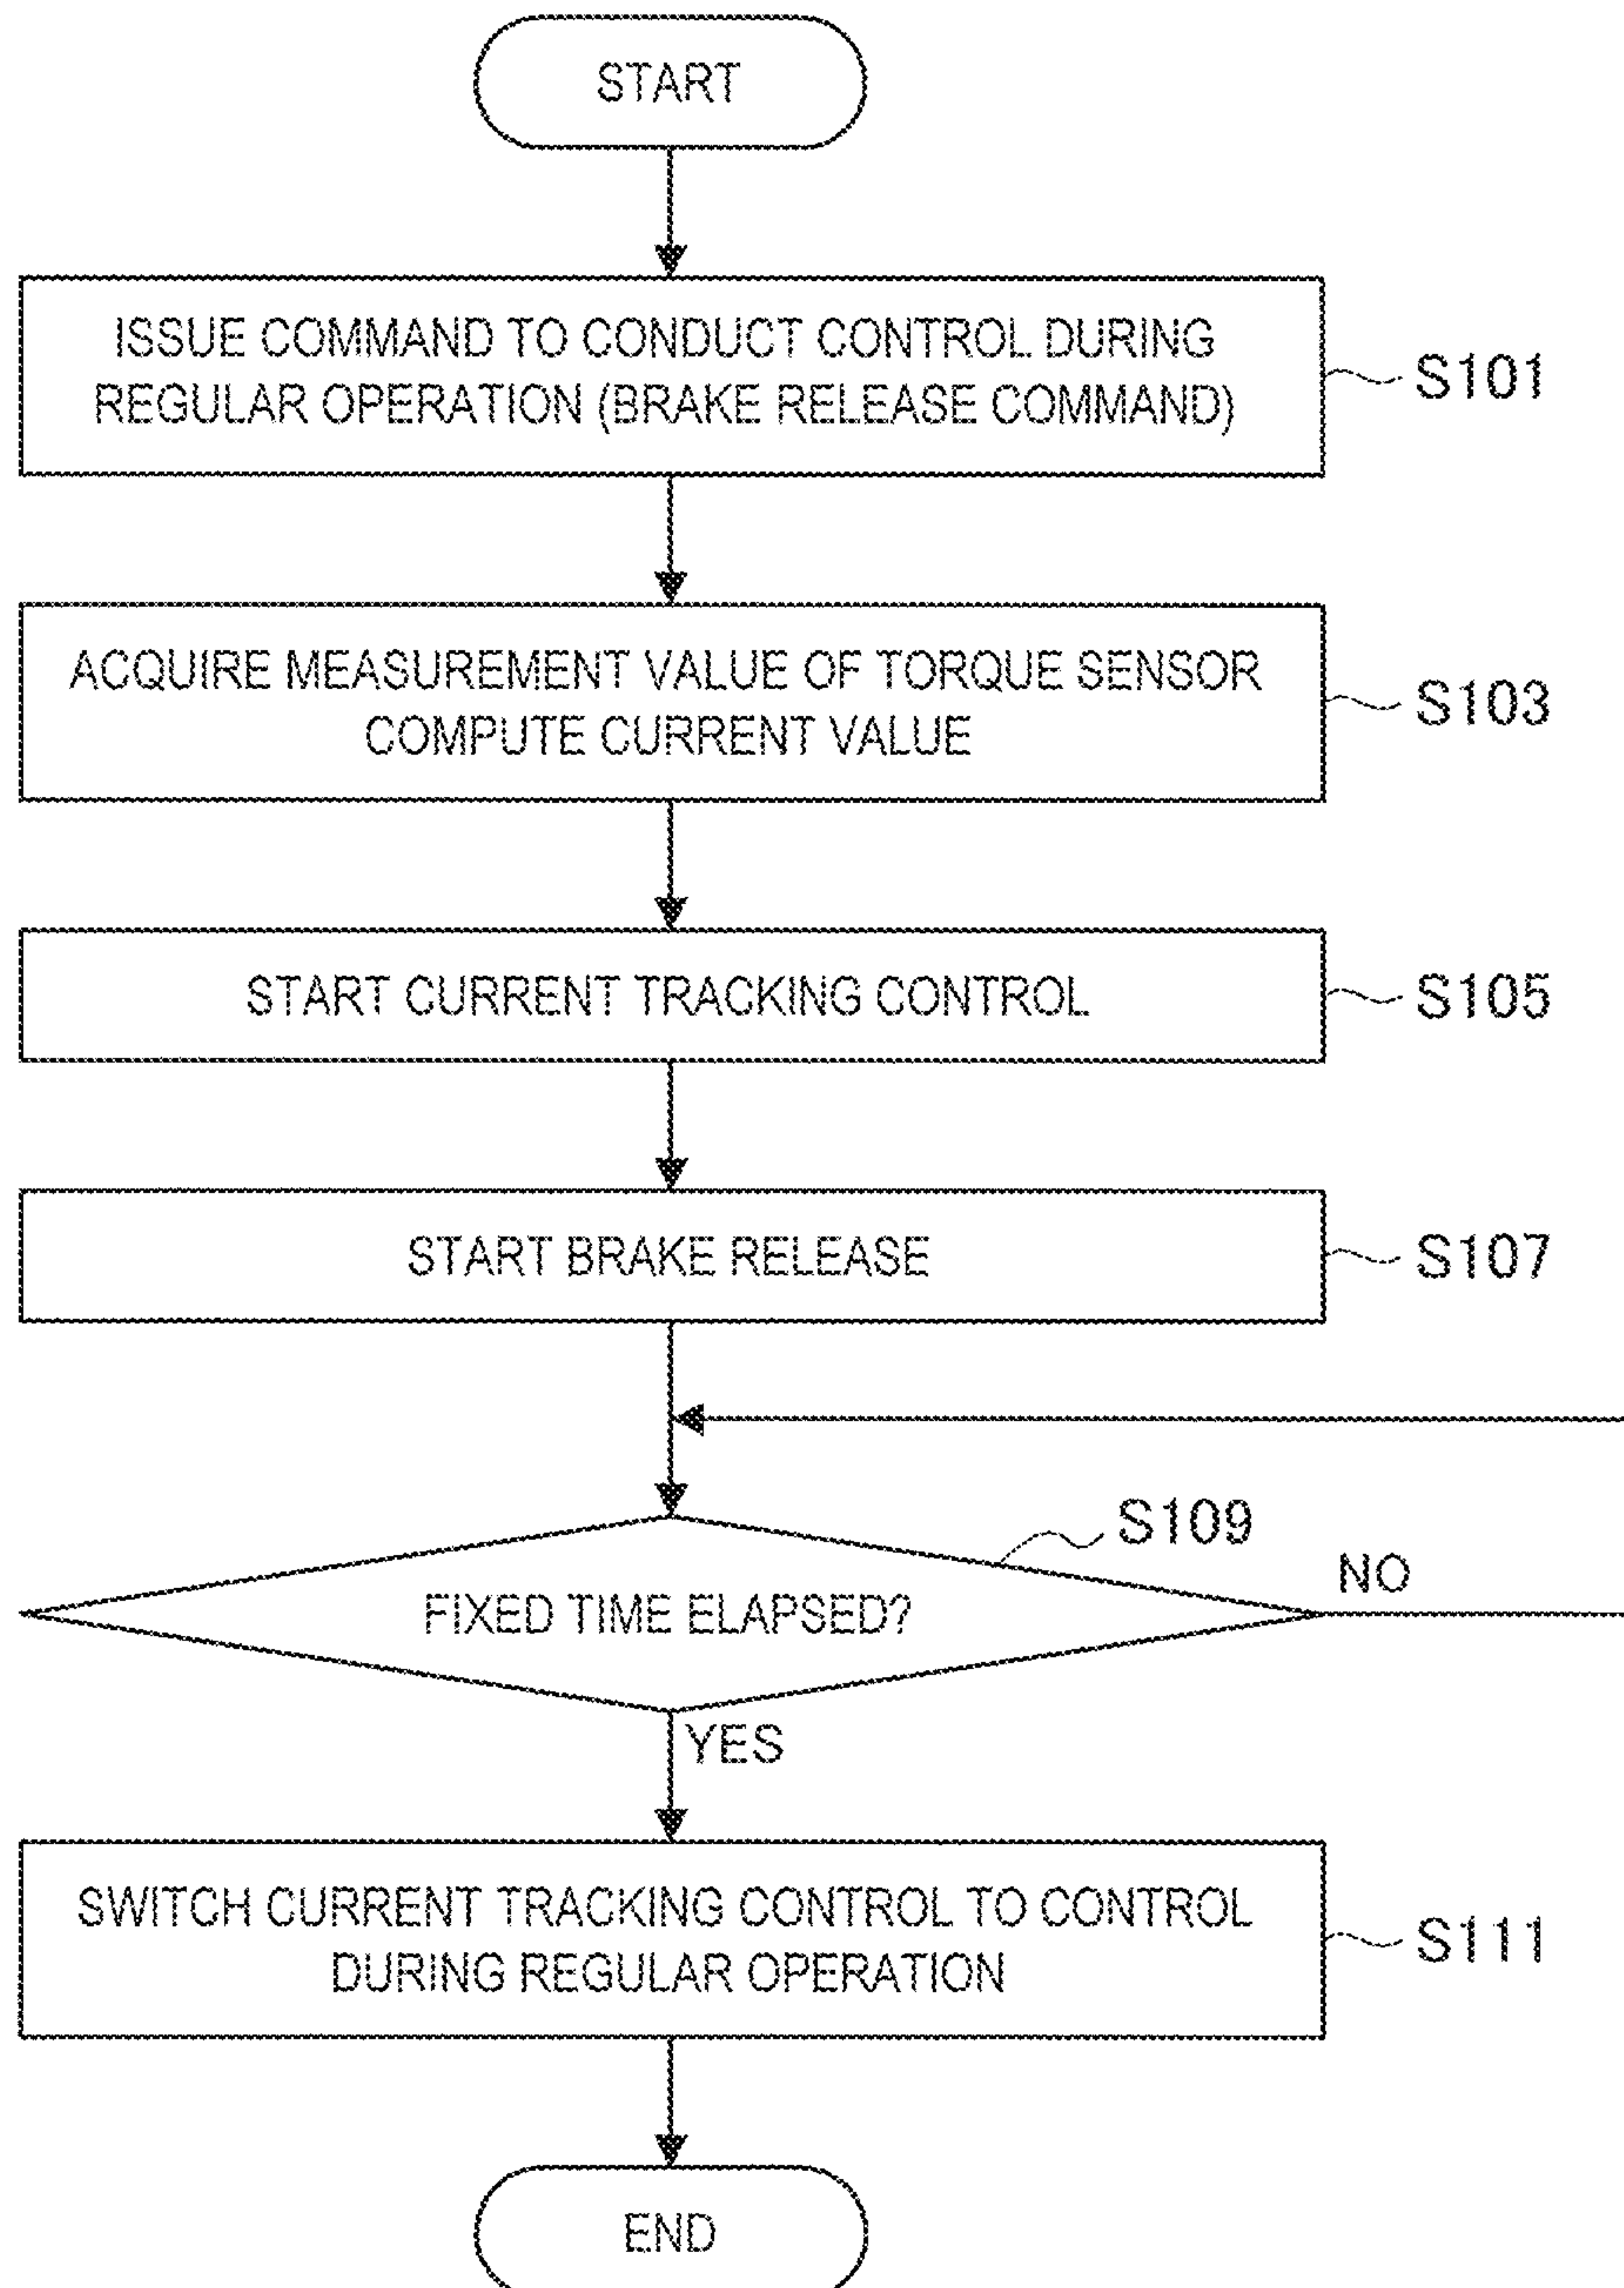 START
ISSUE COMMAND TO CONDUCT CONTROL DURING
REGULAR OPERATION (BRAKE RELEASE COMMAND)
S101
ACQUIRE MEASUREMENT VALUE OF TORQUE SENSOR
COMPUTE CURRENT VALUE
S103
START CURRENT TRACKING CONTROL
S105
START BRAKE RELEASE
S107
S109
FIXED TIME ELAPSED?
NO
YES
SWITCH CURRENT TRACKING CONTROL TO CONTROL
DURING REGULAR OPERATION
S111
END